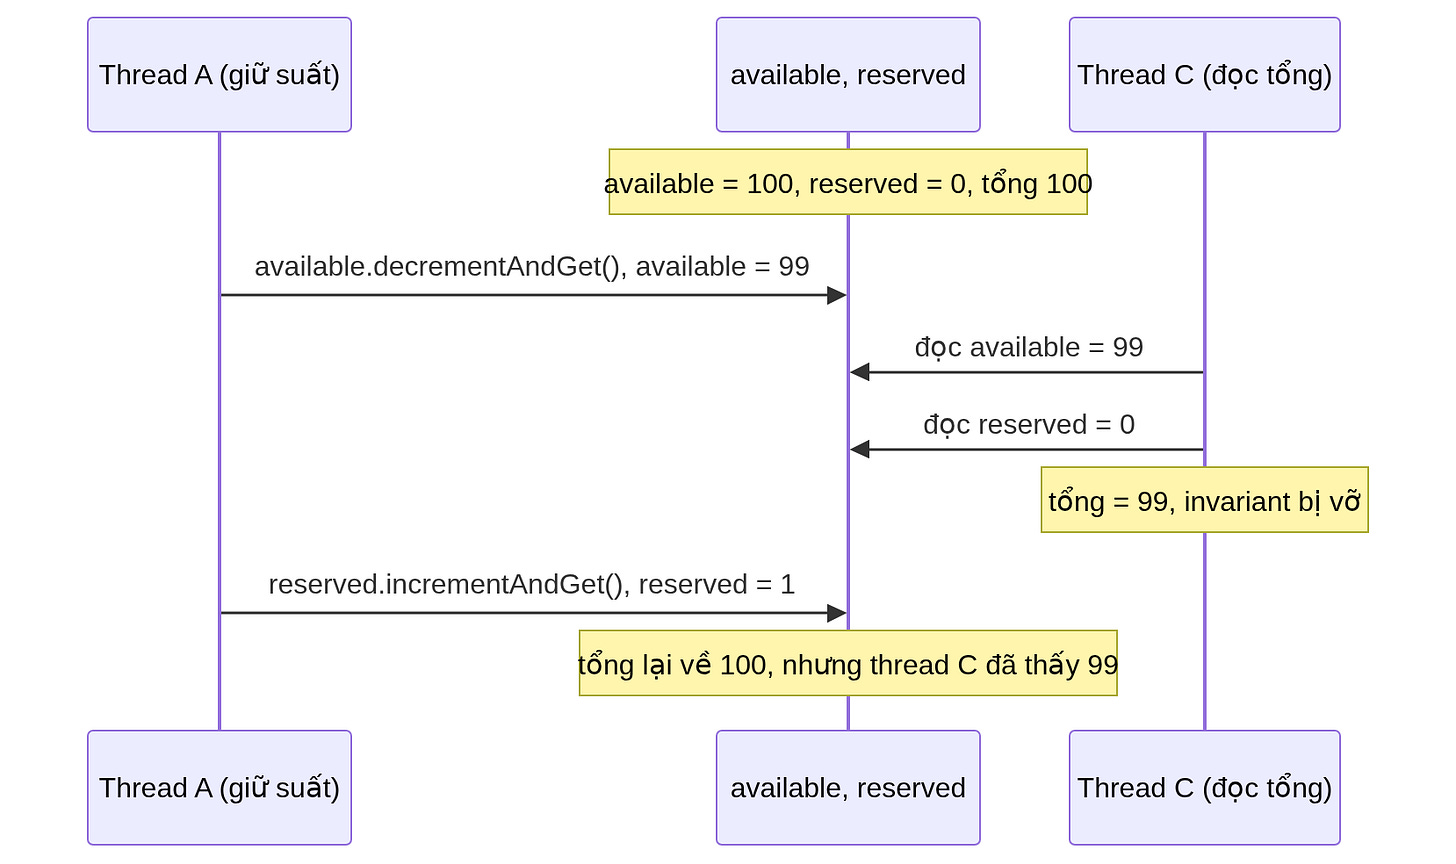 Thread A (giữ suất)
available, reserved
Thread C (đọc tổng)
available = 100, reserved = 0, tổng 100
available.decrementAndGet(), available = 99
đọc available = 99
đọc reserved = 0
tổng = 99, invariant bị vỡ
reserved.incrementAndGet(), reserved = 1
tổng lại về 100, nhưng thread C đã thấy 99
Thread A (giữ suất)
available, reserved
Thread C (đọc tổng)